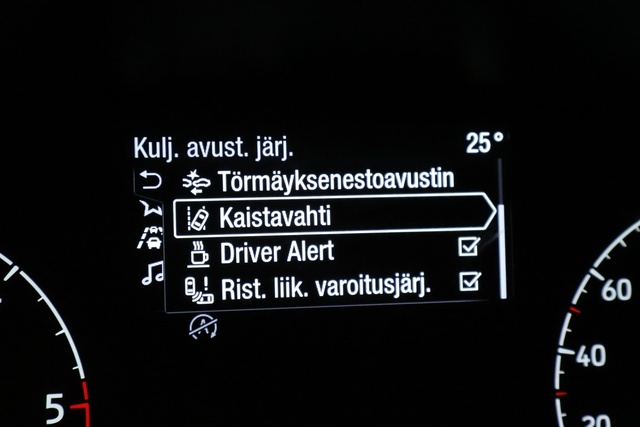 Kulj. avust. järj. 25°
Törmäyksenestoavustin
Kaistavahti
Driver Alert
Rist. liik. varoitusjärj.
60
40
20
5